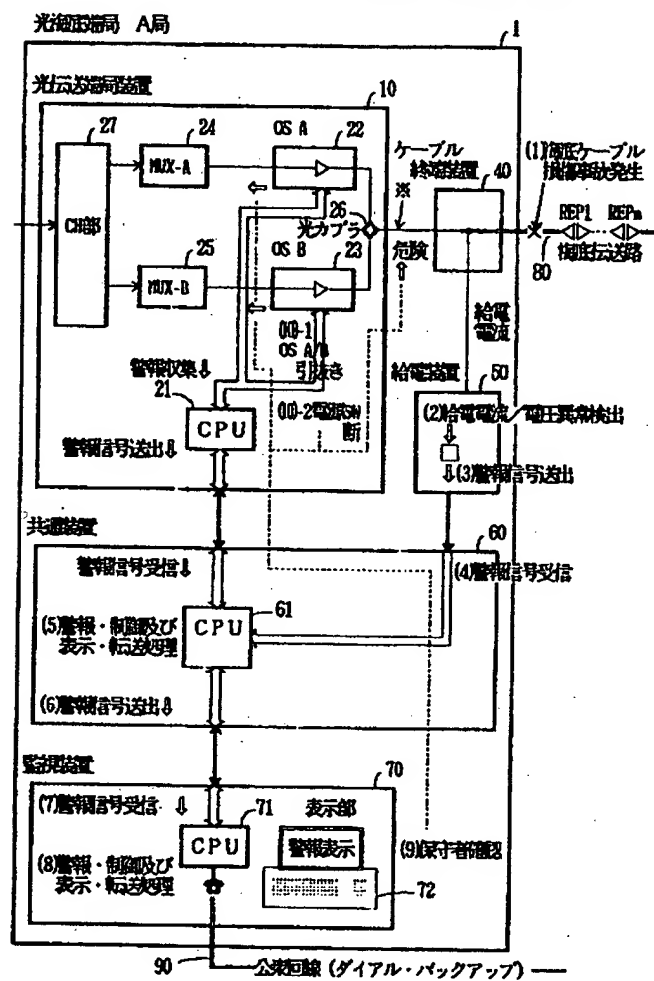 光海底端局 A局
1
光伝送端局装置
10
27
24
OS A
22
ケーブル
終端装置
(1)海底ケーブル
損傷事故発生
MUX-A
※
40
REP1
REPm
CH部
26
光カプラ
25
OS B
23
危険
80
海底伝送路
MUX-B
給電
電流
(10)-1
OS A/B
引抜き
警報収集⇩
給電装置
50
21
(10)-2電源SW
断
(2)給電電流/電圧異常検出
CPU
警報信号送出⇩
⇩(3)警報信号送出
共通装置
60
警報信号受信⇩
(4)警報信号受信
61
(5)警報・制御及び
表示・転送処理
CPU
(6)警報信号送出⇩
監視装置
70
(7)警報信号受信 ⇩
71
表示部
CPU
警報表示
(9)保守者確認
(8)警報・制御及び
表示・転送処理
72
90
公衆回線(ダイアル・バックアップ)